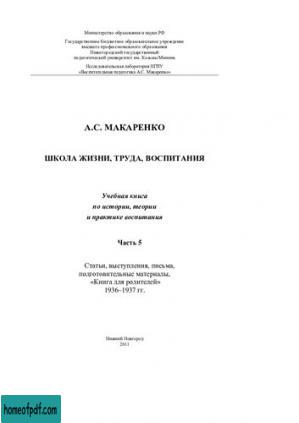 Министерство образования и науки РФ
Государственное бюджетное образовательное учреждение
высшего профессионального образования
Нижегородский государственный
педагогический университет им. Козьмы Минина
Исследовательская лаборатория НГПУ
«Воспитательная педагогика А.С. Макаренко»
А.С. МАКАРЕНКО
ШКОЛА ЖИЗНИ, ТРУДА, ВОСПИТАНИЯ
Учебная книга
по истории, теории
и практике воспитания
Часть 5
Статьи, выступления, письма,
подготовительные материалы,
«Книга для родителей»
1936–1937 гг.
Нижний Новгород
2011
homeofpdf.com